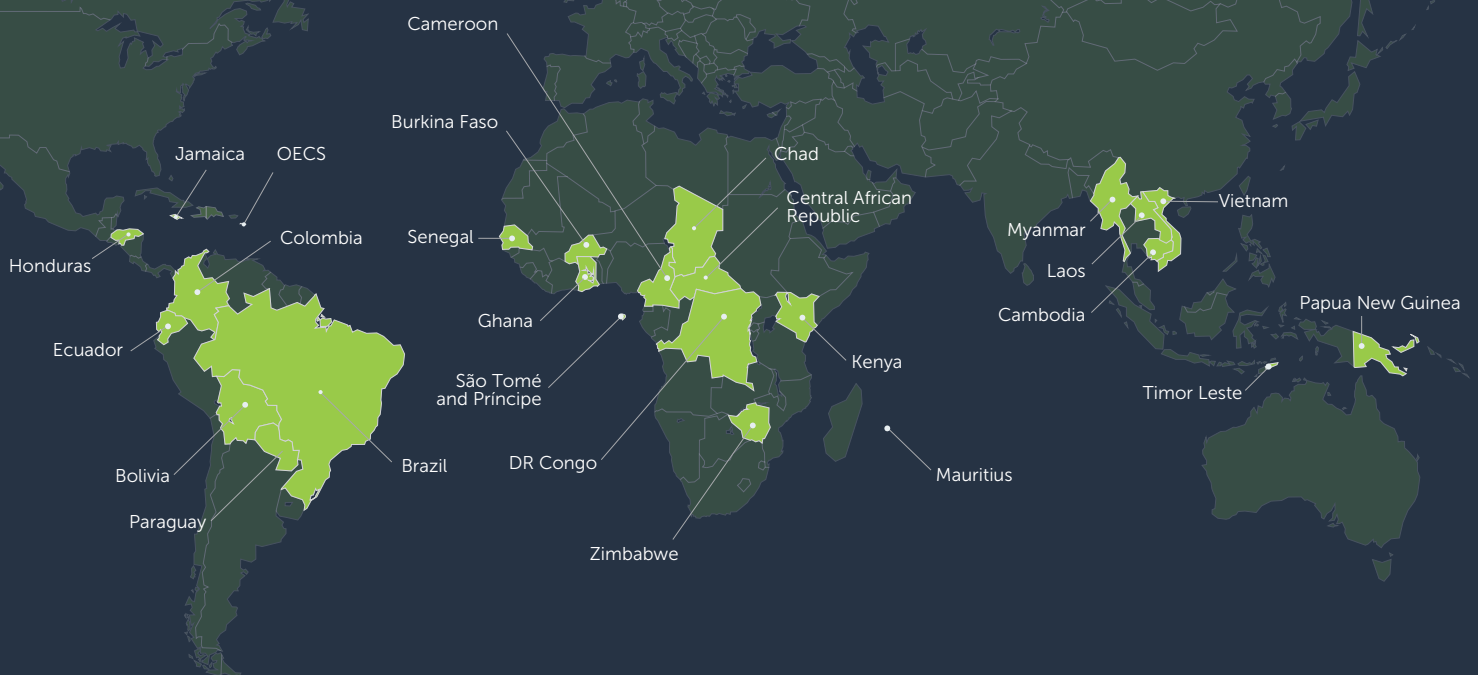 Cameroon
Burkina Faso
Jamaica
OECS
Chad
Central African
Republic
Vietnam
Myanmar
Senegal
Colombia
Honduras
Laos
Papua New Guinea
Cambodia
Ghana
Ecuador
Kenya
São Tomé
and Príncipe
Timor Leste
Brazil
DR Congo
Bolivia
Mauritius
Paraguay
Zimbabwe